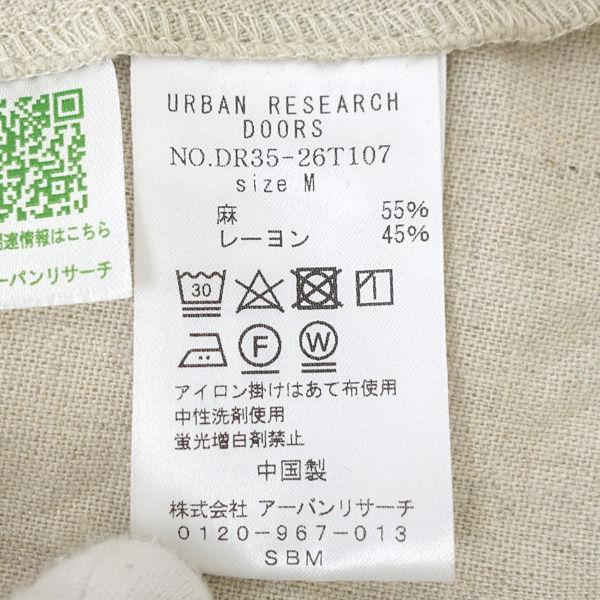 URBAN RESEARCH
DOORS
NO.DR35-26T107
size M
麻 55%
レーヨン 45%
30
F
W
アイロン掛けはあて布使用
中性洗剤使用
蛍光増白剤禁止
中国製
株式会社 アーバンリサーチ
0120-967-013
SBM
連情報はこちら
アーバンリサーチ